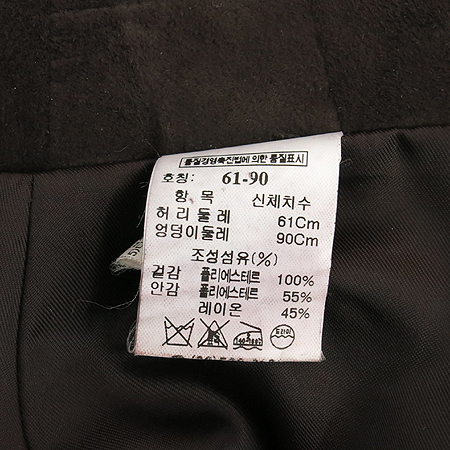 품질경영촉진법에 의한 품질표시
호칭: 61-90
항 목 신체치수
허리둘레 61Cm
엉덩이둘레 90Cm
조성섬유(%)
겉감 폴리에스테르 100%
안감 폴리에스테르 55%
레이온 45%
드라이